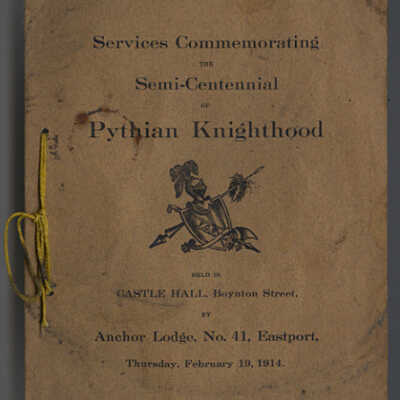 Services Commemorating
THE
Semi-Centennial
OF
Pythian Knighthood
HELD IN
CASTLE HALL, Boynton Street,
BY
Anchor Lodge, No. 41, Eastport,
Thursday, February 19, 1914.